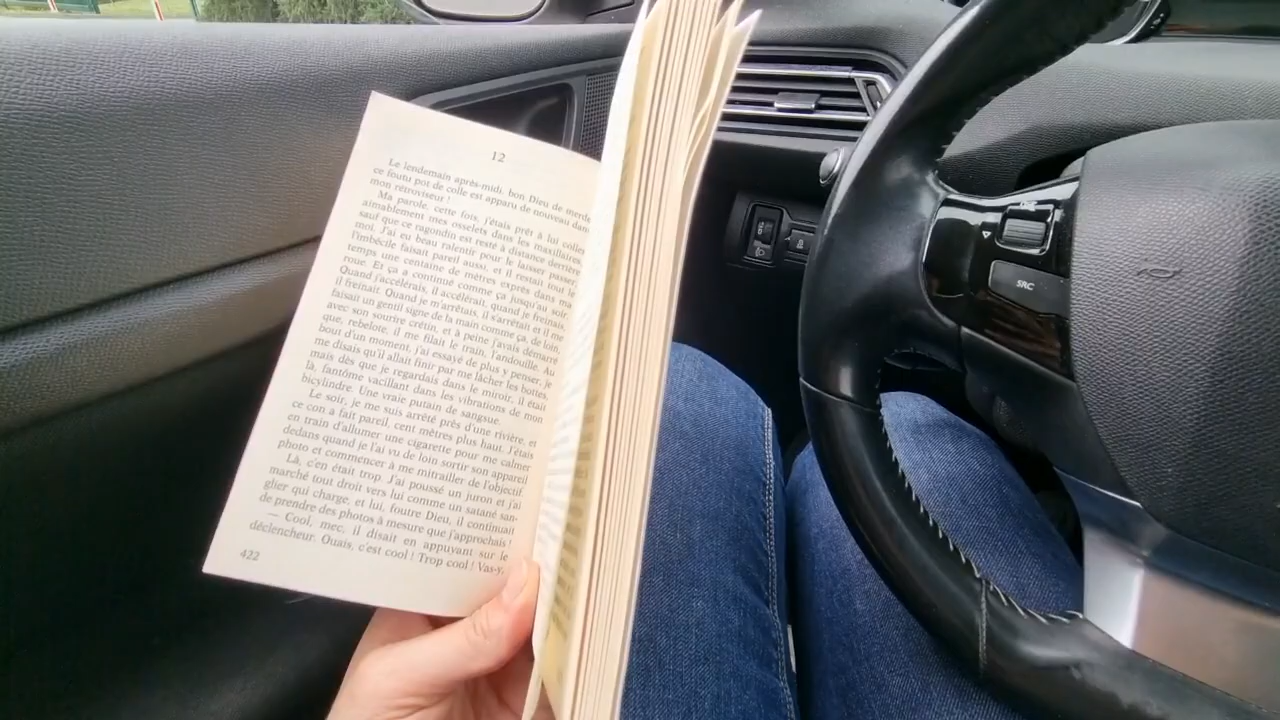 12
Le lendemain après-midi, bon Dieu de merde,
ce foutu pot de colle est apparu de nouveau dans
mon rétroviseur !
Ma parole, cette fois, j'étais prêt à lui coller
aimablement mes osselets dans les maxillaires,
sauf que ce ragondin est resté à distance derrière
moi. J'ai eu beau ralentir pour le laisser passer,
l'imbécile faisait pareil aussi, et il restait tout le
temps une centaine de mètres exprès dans ma
roue. Et ça a continué comme ça jusqu'au soir.
Quand j'accélérais, il accélérait, quand je freinais,
il freinait. Quand je m'arrêtais, il s'arrêtait et il me
faisait un gentil signe de la main comme ça, de loin,
avec son sourire crétin, et à peine j'avais démarré
que, rebelote, il me filait le train, l'andouille. Au
bout d'un moment, j'ai essayé de plus y penser, je
me disais qu'il allait finir par me lâcher les bottes,
mais dès que je regardais dans le miroir, il était
là, fantôme vacillant dans les vibrations de mon
bicylindre. Une vraie putain de sangsue.
Le soir, je me suis arrêté près d'une rivière, et
ce con a fait pareil, cent mètres plus haut. J'étais
en train d'allumer une cigarette pour me calmer
dedans quand je l'ai vu de loin sortir son appareil
photo et commencer à me mitrailler de l'objectif.
Là, c'en était trop. J'ai poussé un juron et j'ai
marché tout droit vers lui comme un satané san-
glier qui charge, et lui, foutre Dieu, il continuait
de prendre des photos à mesure que j'approchais !
— Cool, mec, il disait en appuyant sur le
déclencheur. Ouais, c'est cool ! Trop cool ! Vas-y,
422
SRC